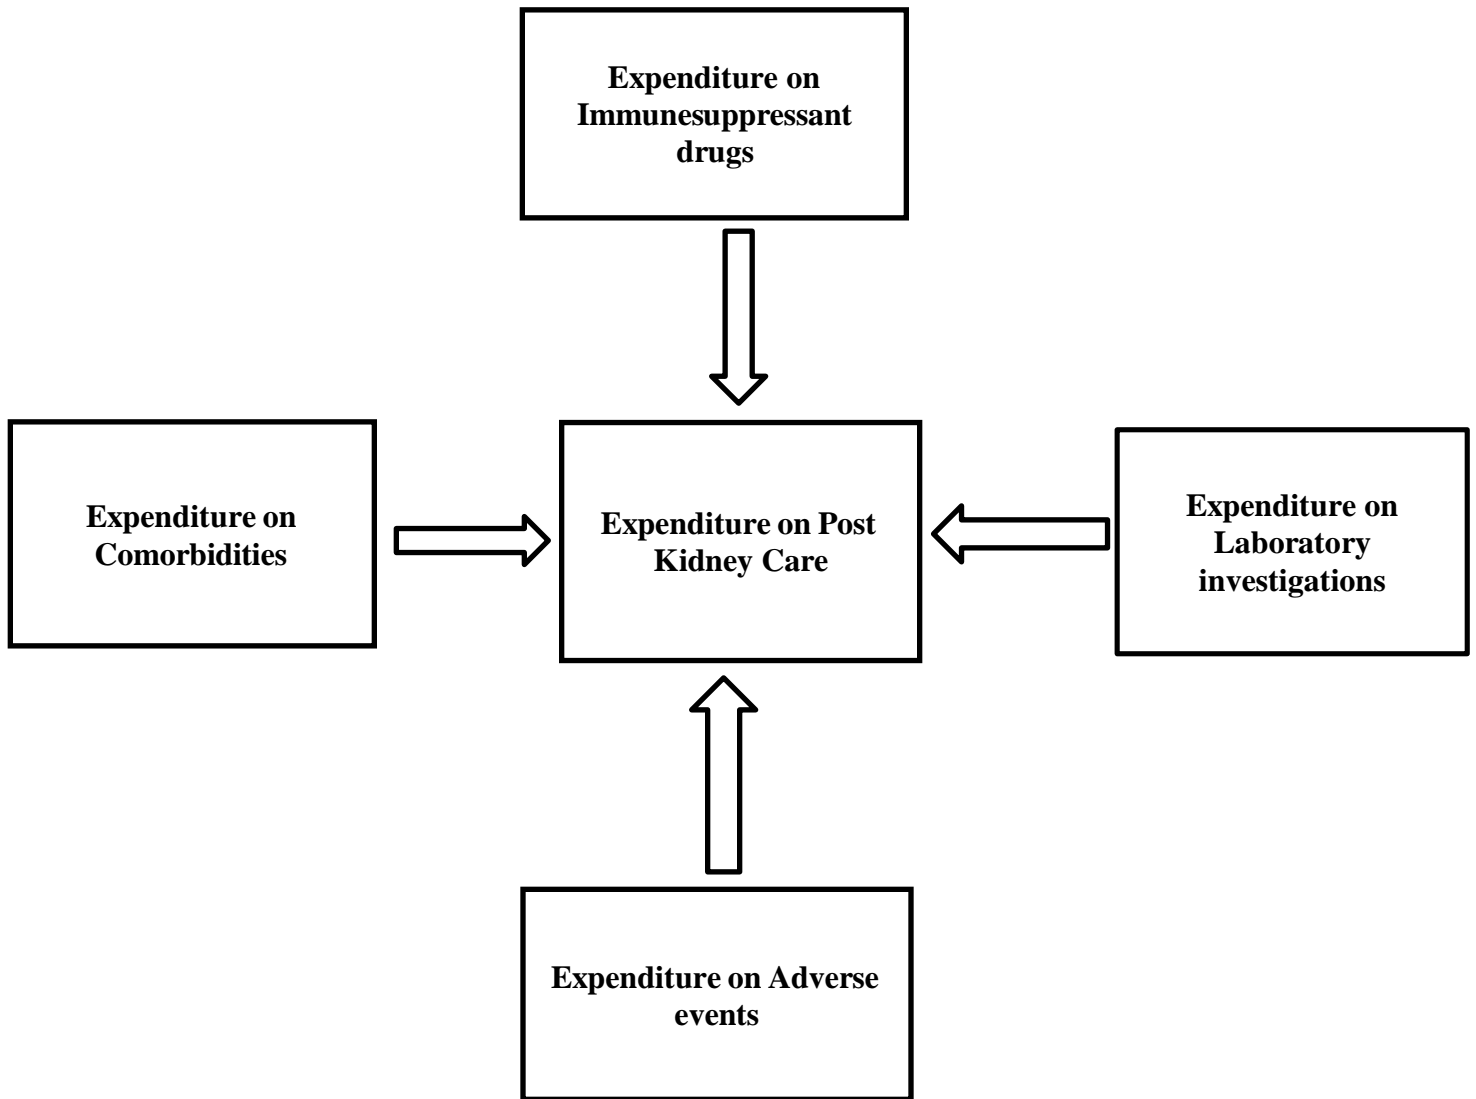 Expenditure on
Immunesuppressant
drugs
Expenditure on
Comorbidities
Expenditure on Post
Kidney Care
Expenditure on
Laboratory
investigations
Expenditure on Adverse
events